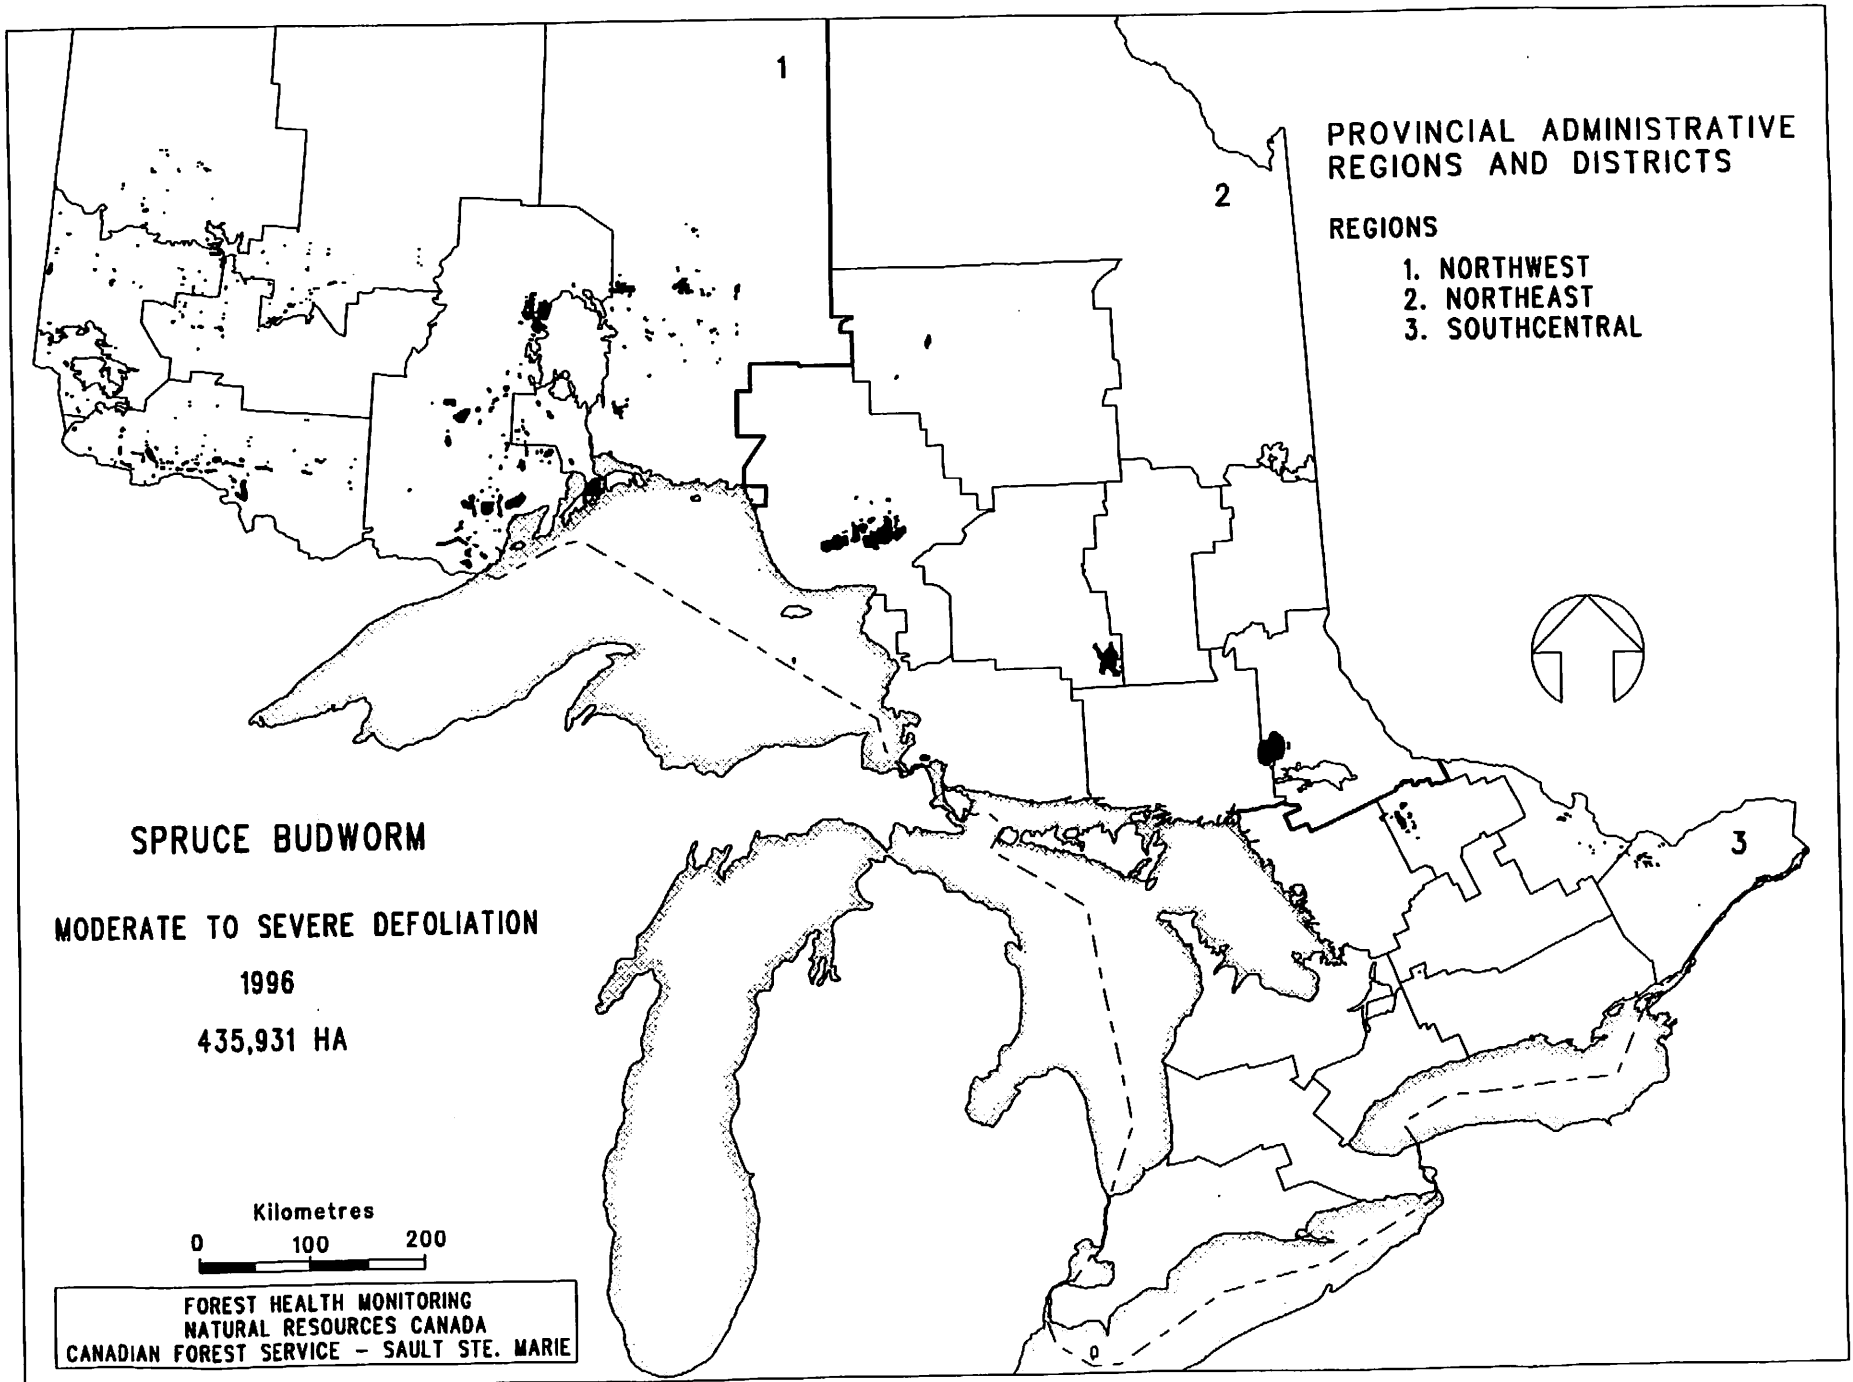 1
2
PROVINCIAL ADMINISTRATIVE
REGIONS AND DISTRICTS
REGIONS
1. NORTHWEST
2. NORTHEAST
3. SOUTHCENTRAL
3
SPRUCE BUDWORM
MODERATE TO SEVERE DEFOLIATION
1996
435,931 HA
Kilometres
0 100 200
FOREST HEALTH MONITORING
NATURAL RESOURCES CANADA
CANADIAN FOREST SERVICE - SAULT STE. MARIE